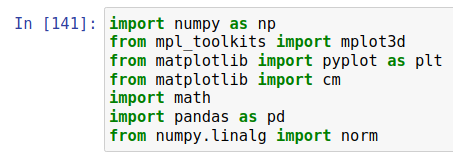 In [141]: import numpy as np
from mpl_toolkits import mplot3d
from matplotlib import pyplot as plt
from matplotlib import cm
import math
import pandas as pd
from numpy.linalg import norm